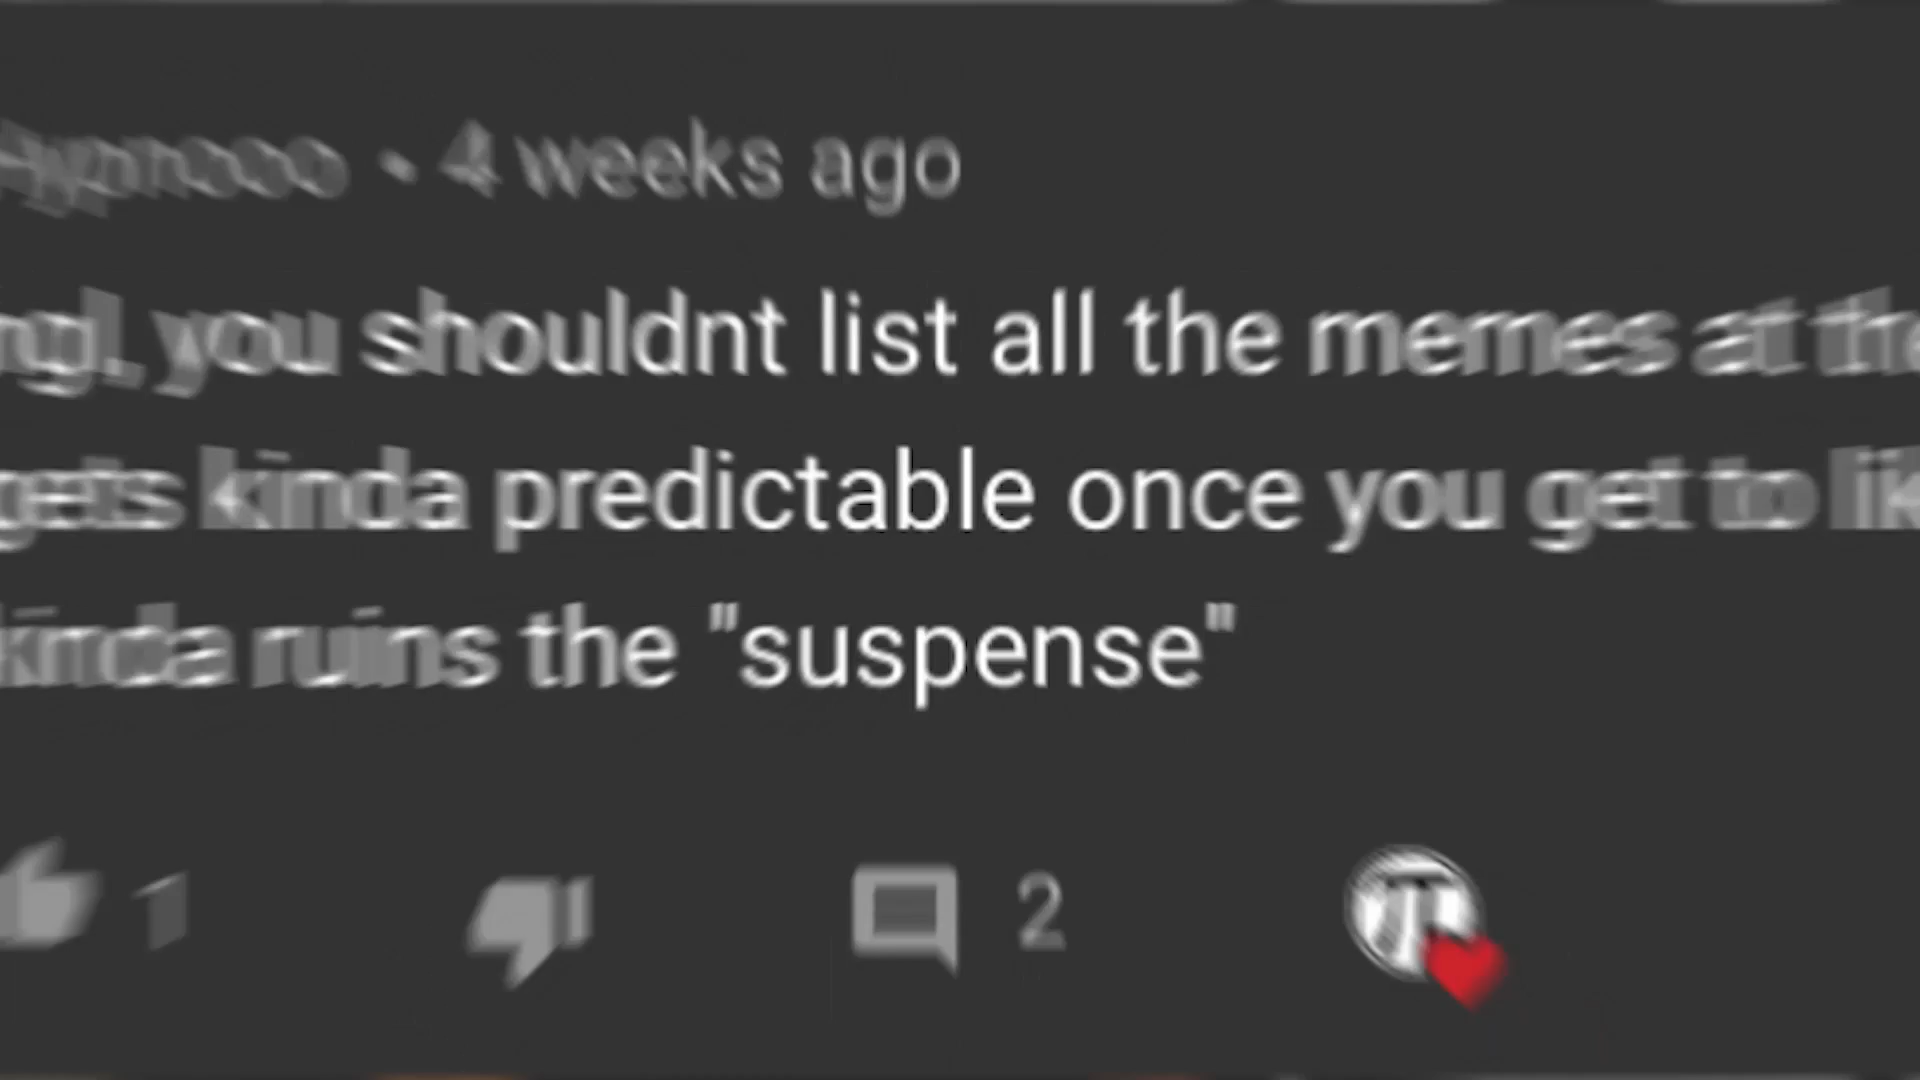 • 4 weeks ago
ngl, you shouldnt list all the memes at the
gets kinda predictable once you get to
kinda ruins the "suspense"
1 2